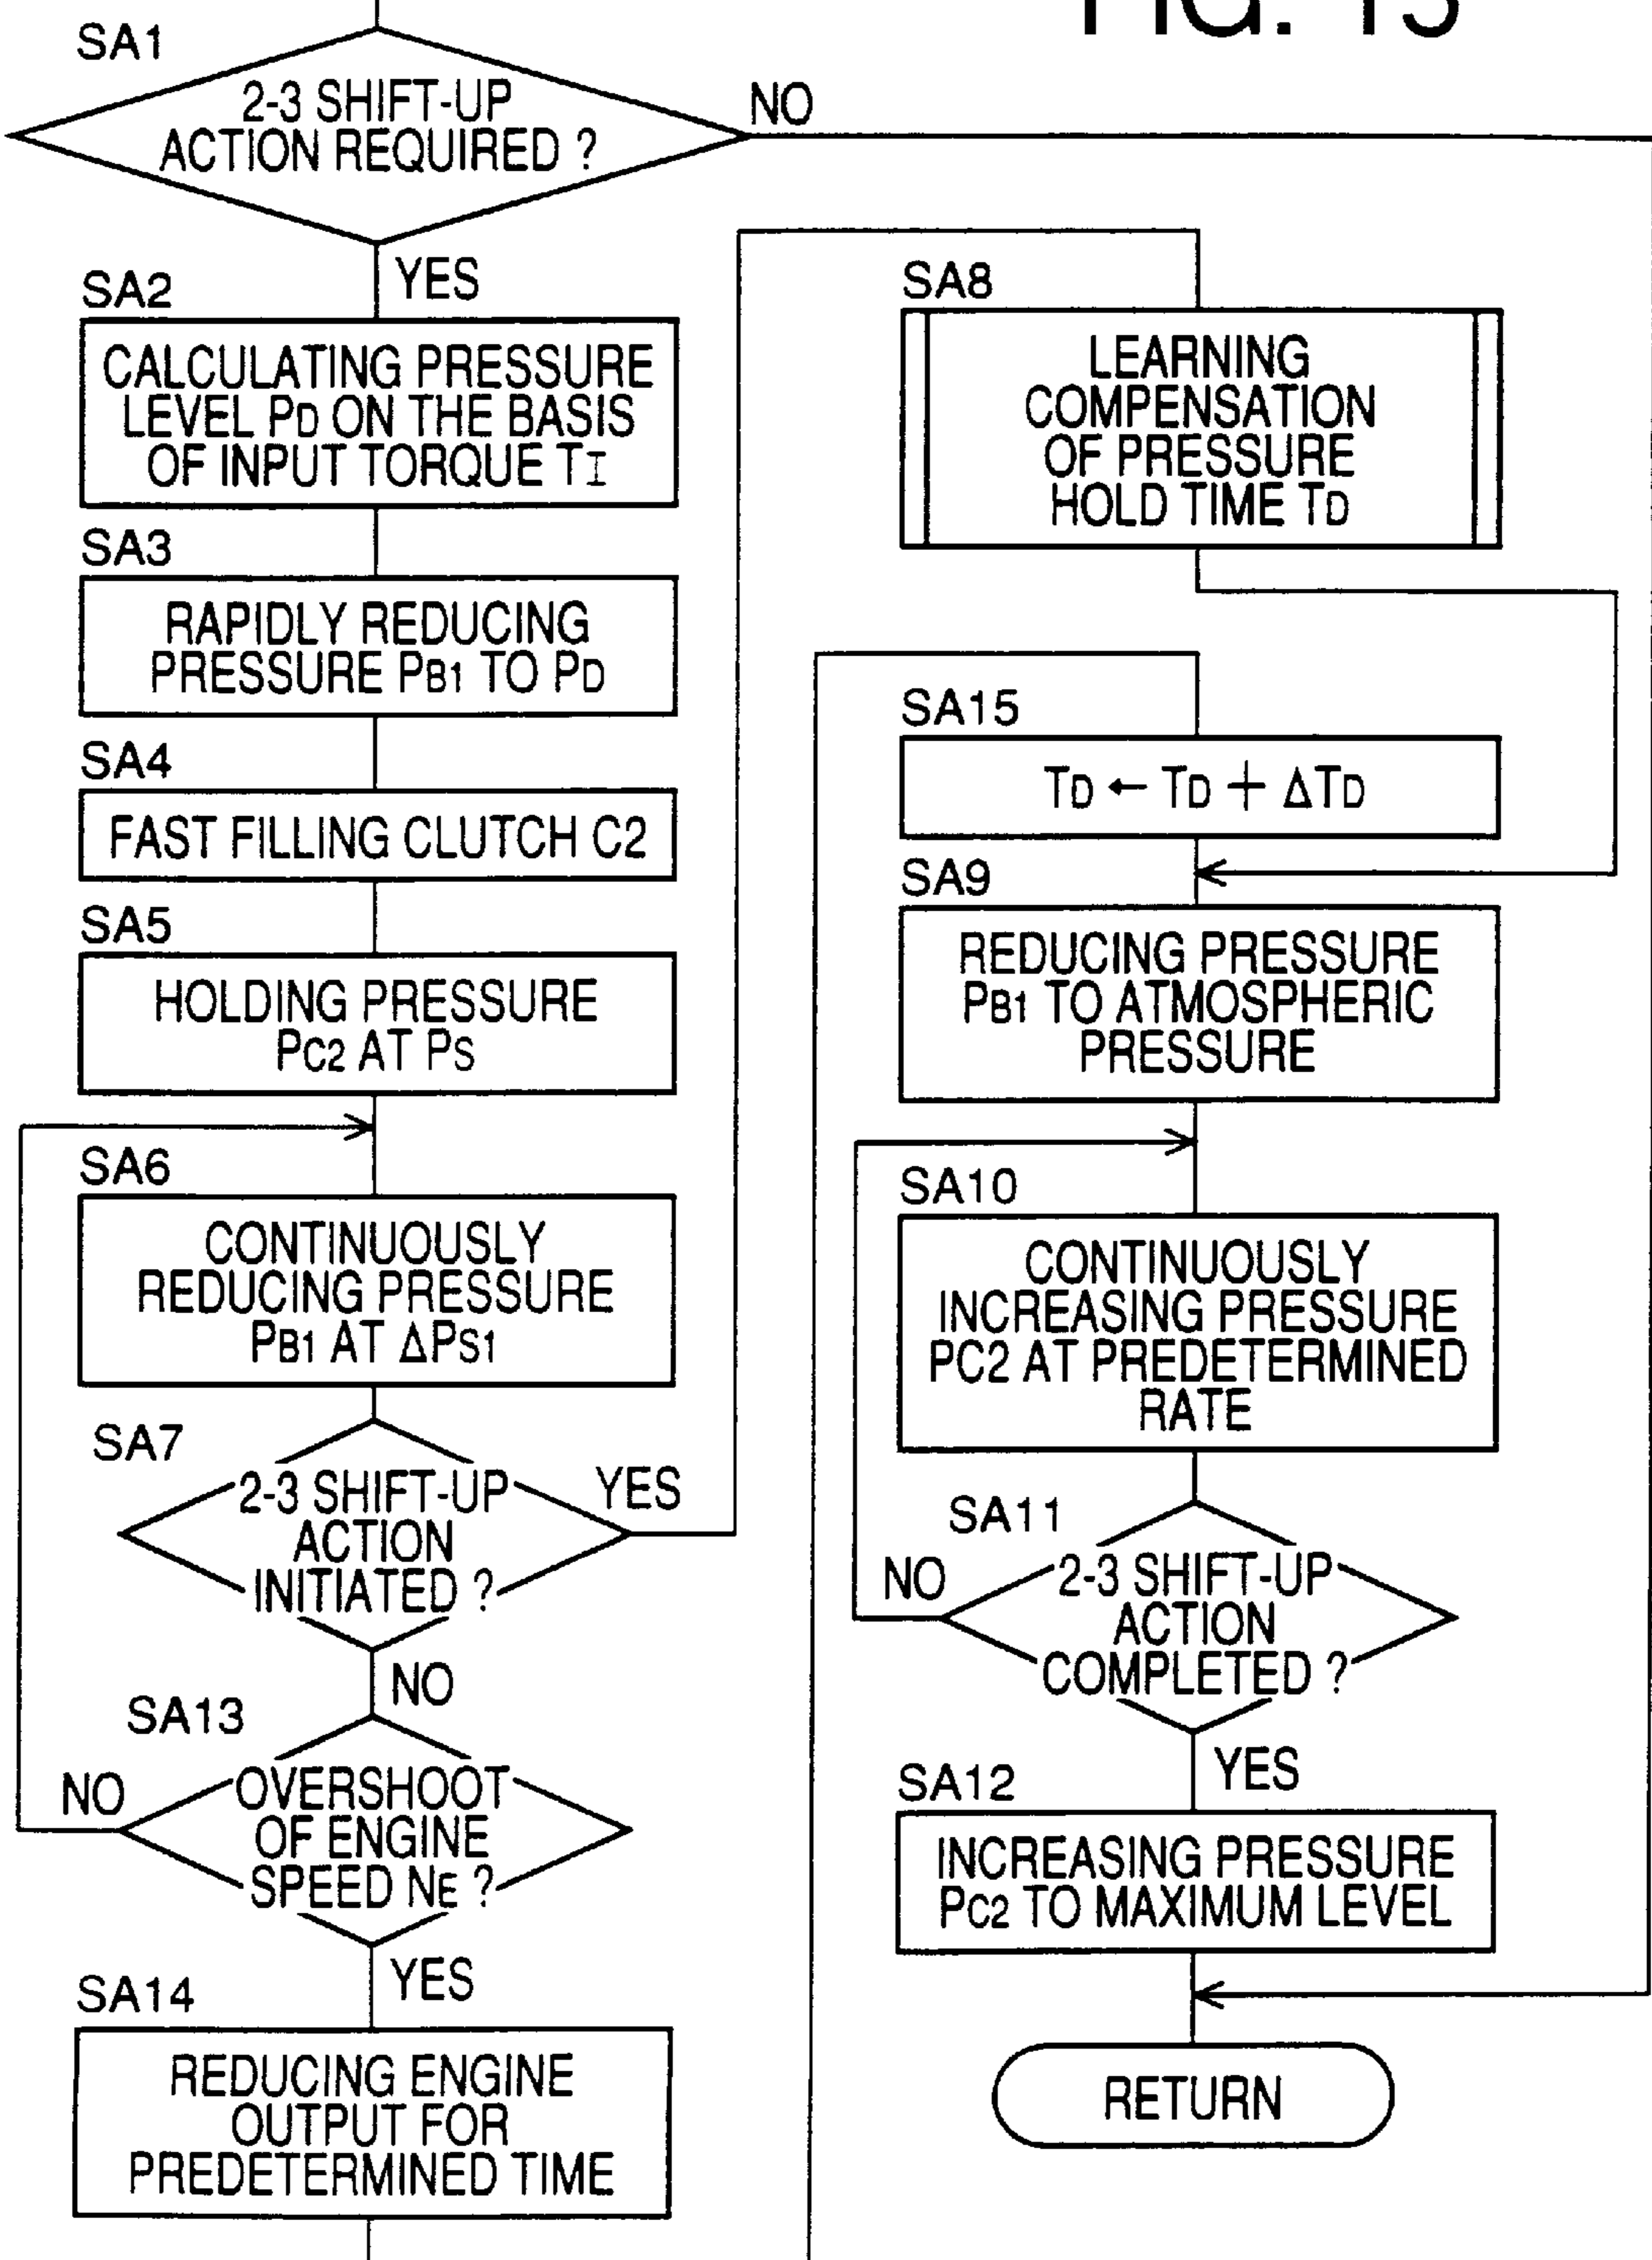 FIG. 15
SA1
2-3 SHIFT-UP
ACTION REQUIRED ?
NO
YES
SA2
CALCULATING PRESSURE
LEVEL PD ON THE BASIS
OF INPUT TORQUE TI
SA3
RAPIDLY REDUCING
PRESSURE PB1 TO PD
SA4
FAST FILLING CLUTCH C2
SA5
HOLDING PRESSURE
PC2 AT PS
SA6
CONTINUOUSLY
REDUCING PRESSURE
PB1 AT ΔPS1
SA7
2-3 SHIFT-UP
ACTION
INITIATED ?
YES
NO
SA13
OVERSHOOT
OF ENGINE
SPEED NE ?
NO
YES
SA14
REDUCING ENGINE
OUTPUT FOR
PREDETERMINED TIME
SA8
LEARNING
COMPENSATION
OF PRESSURE
HOLD TIME TD
SA15
TD ← TD + ΔTD
SA9
REDUCING PRESSURE
PB1 TO ATMOSPHERIC
PRESSURE
SA10
CONTINUOUSLY
INCREASING PRESSURE
PC2 AT PREDETERMINED
RATE
SA11
2-3 SHIFT-UP
ACTION
COMPLETED ?
NO
YES
SA12
INCREASING PRESSURE
PC2 TO MAXIMUM LEVEL
RETURN